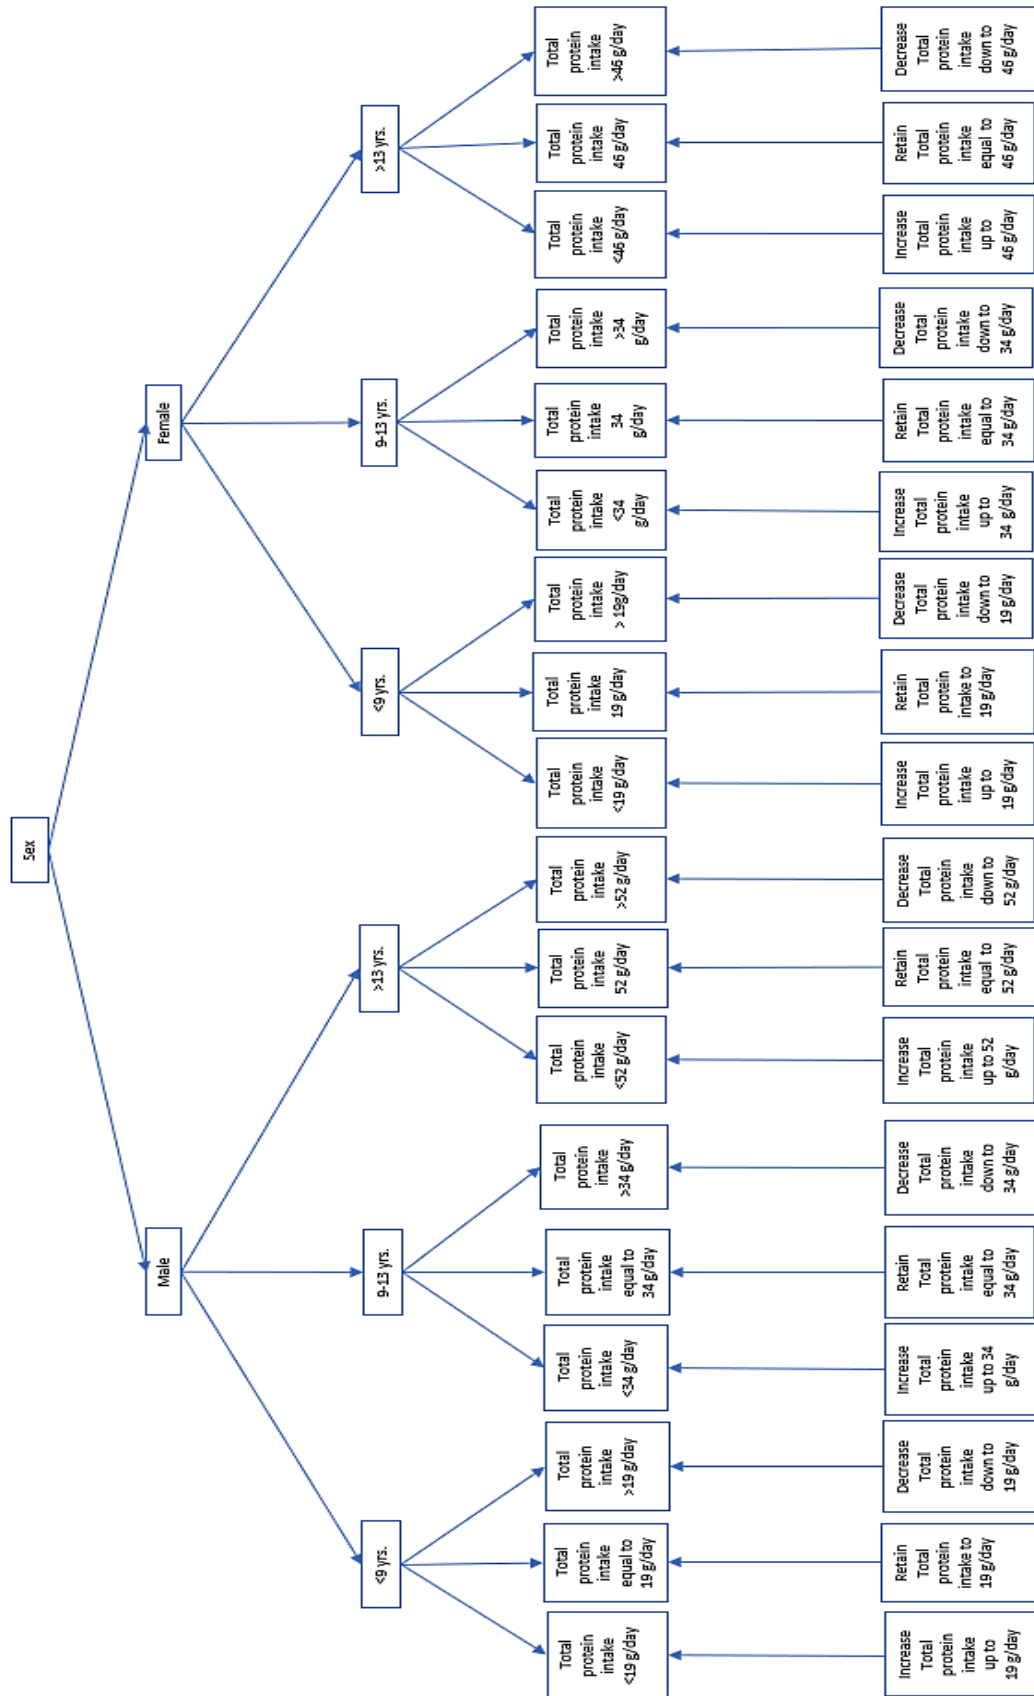 Sex
Male
Female
<9 yrs.
9-13 yrs.
>13 yrs.
<9 yrs.
9-13 yrs.
>13 yrs.
Total
protein
intake
<19 g/day
Total
protein
intake
equal to
19 g/day
Total
protein
intake
>19 g/day
Total
protein
intake
<34 g/day
Total
protein
intake
equal to
34 g/day
Total
protein
intake
>34 g/day
Total
protein
intake
<52 g/day
Total
protein
intake
52 g/day
Total
protein
intake
>52 g/day
Total
protein
intake
<19 g/day
Total
protein
intake
19 g/day
Total
protein
intake
> 19g/day
Total
protein
intake
<34
g/day
Total
protein
intake
34
g/day
Total
protein
intake
>34
g/day
Total
protein
intake
<46 g/day
Total
protein
intake
46 g/day
Total
protein
intake
>46 g/day
Increase
Total
protein
intake
up to
19 g/day
Retain
Total
protein
intake to
19 g/day
Decrease
Total
protein
intake
down to
19 g/day
Increase
Total
protein
intake
up to 34
g/day
Retain
Total
protein
intake
equal to
34 g/day
Decrease
Total
protein
intake
down to
34 g/day
Increase
Total
protein
intake
up to 52
g/day
Retain
Total
protein
intake
equal to
52 g/day
Decrease
Total
protein
intake
down to
52 g/day
Increase
Total
protein
intake
up to
19 g/day
Retain
Total
protein
intake to
19 g/day
Decrease
Total
protein
intake
down to
19 g/day
Increase
Total
protein
intake
up to
34 g/day
Retain
Total
protein
intake
equal to
34 g/day
Decrease
Total
protein
intake
down to
34 g/day
Increase
Total
protein
intake
up to
46 g/day
Retain
Total
protein
intake
equal to
46 g/day
Decrease
Total
protein
intake
down to
46 g/day